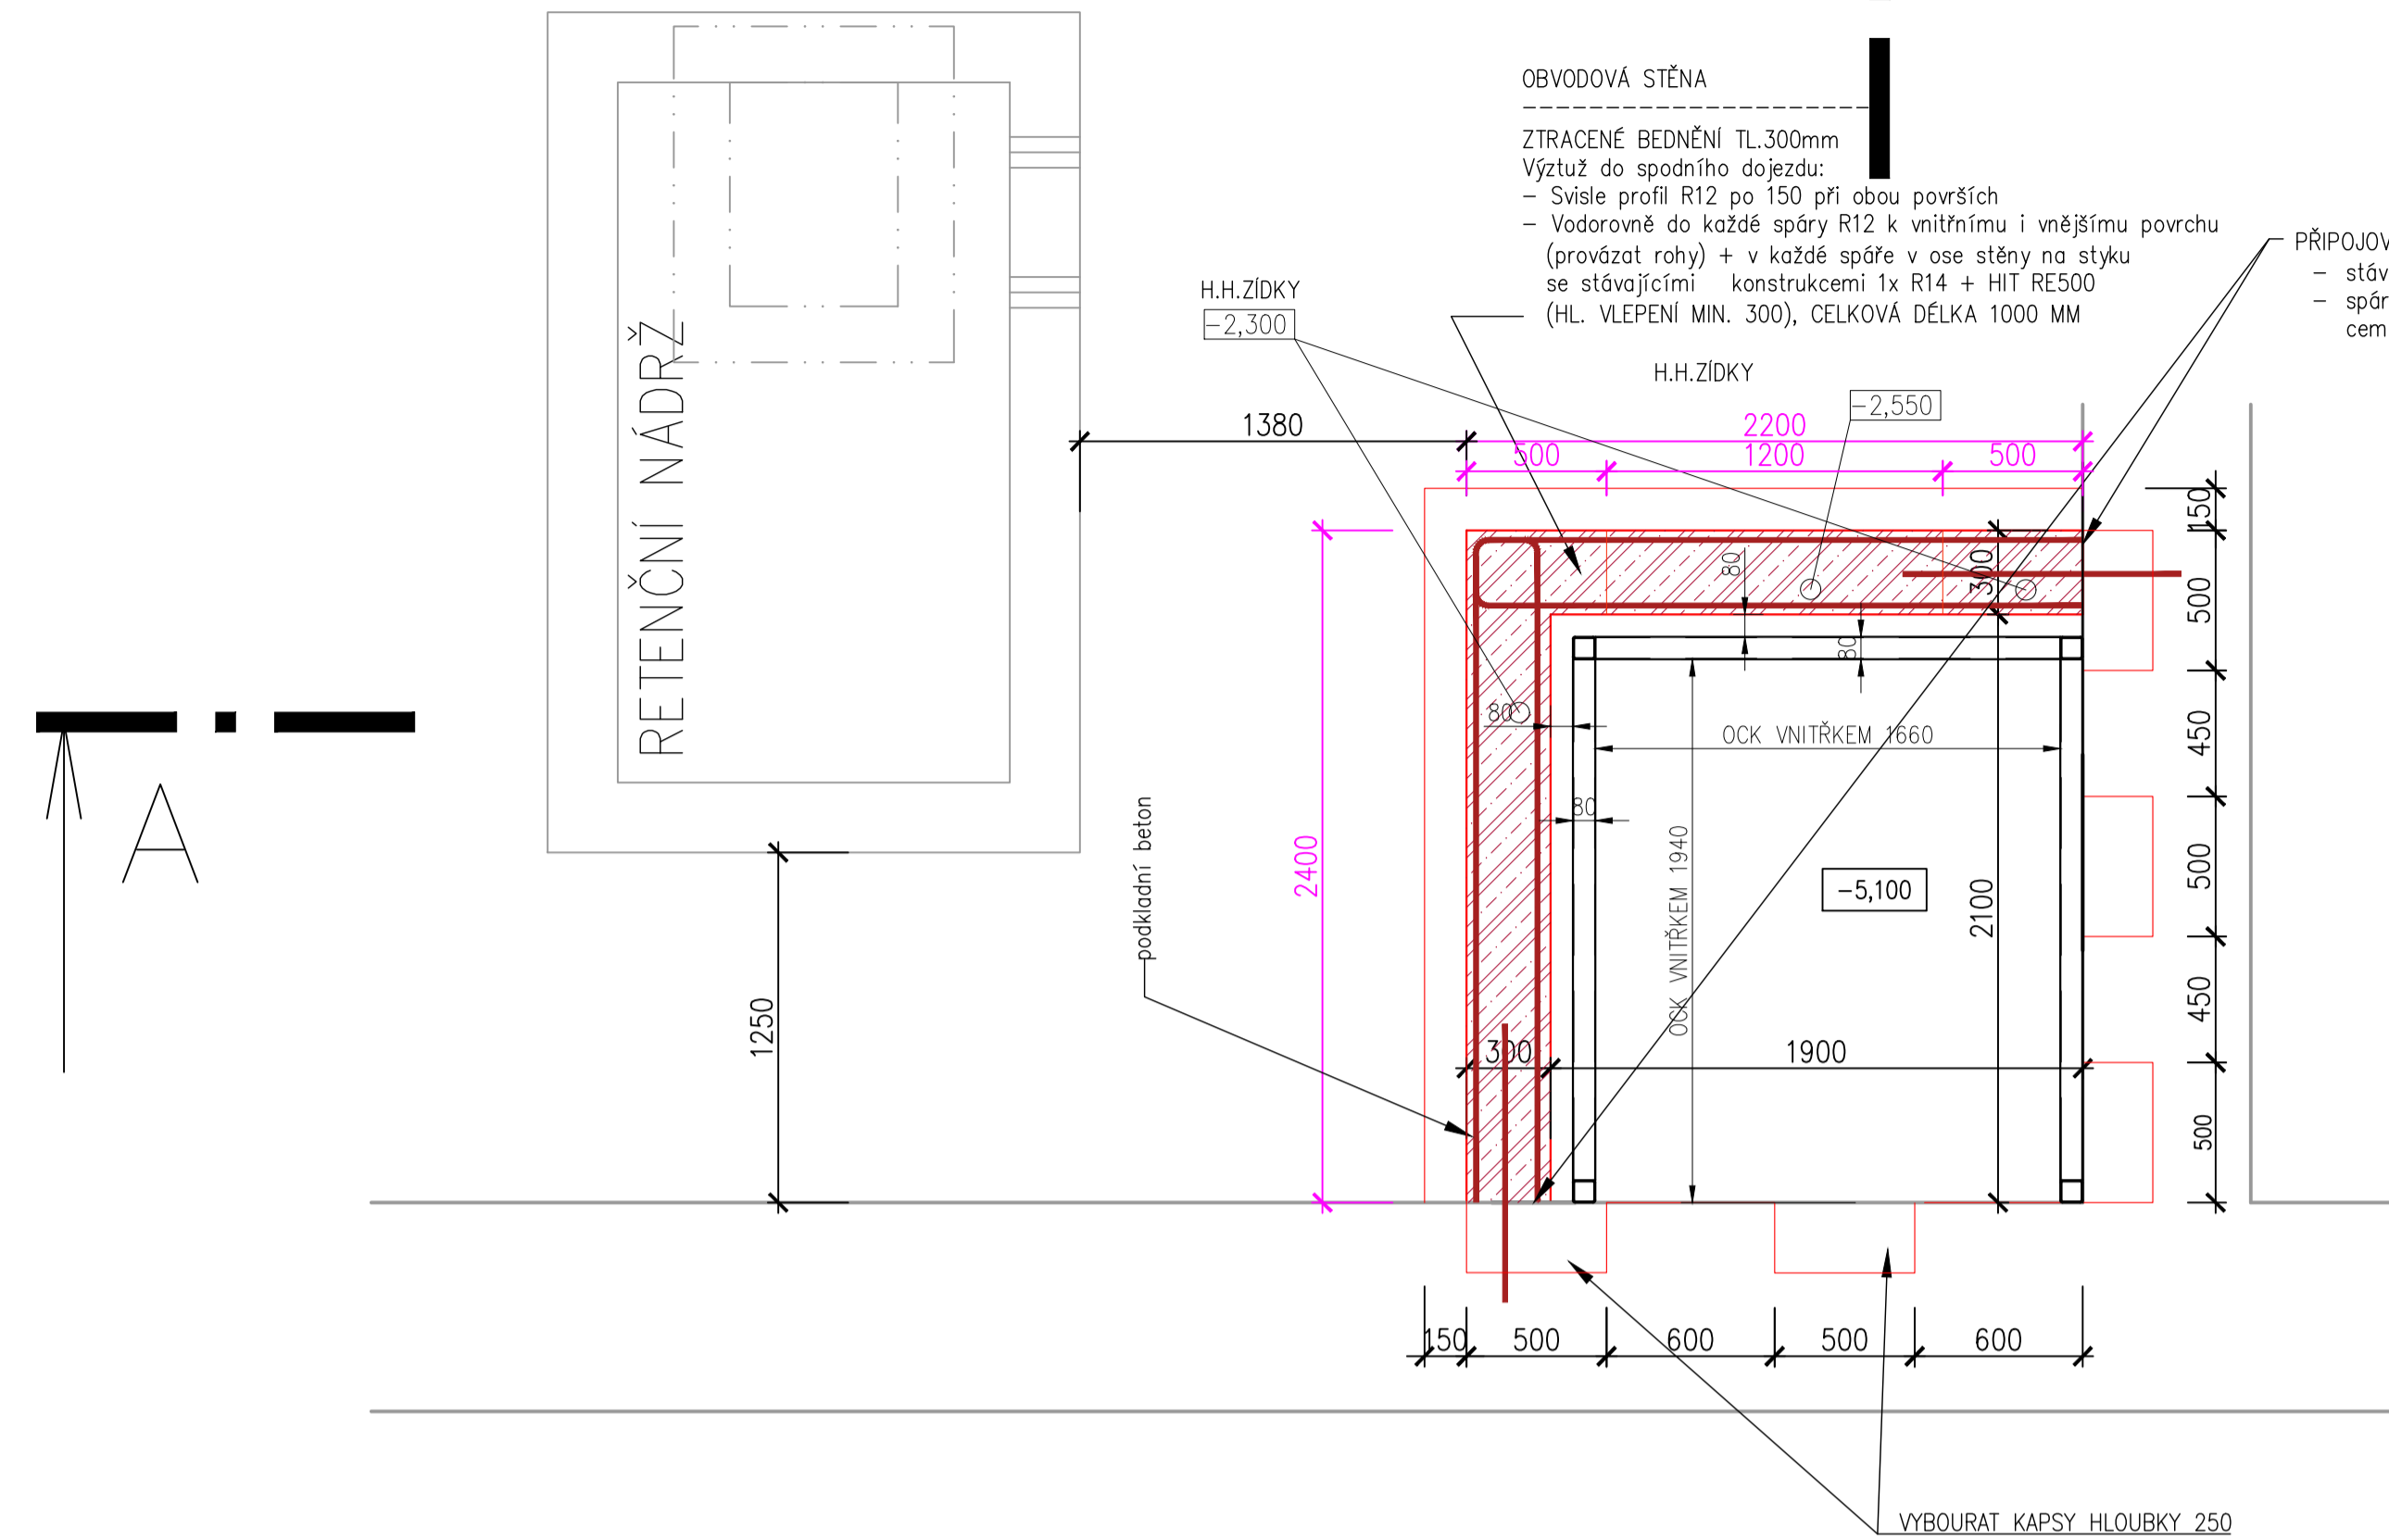 OBVODOVÁ STĚNA
ZTRACENÉ BEDNĚNÍ TL.300mm
Výztuž do spodního dojezdu:
– Svisle profil R12 po 150 při obou površích
– Vodorovně do každé spáry R12 k vnitřnímu i vnějšímu povrchu
(provázat rohy) + v každé spáře v ose stěny na styku
se stávajícími konstrukcemi 1x R14 + HIT RE500
(HL. VLEPENÍ MIN. 300), CELKOVÁ DÉLKA 1000 MM
PŘIPOJOV
– stáv
– spár
cem
H.H.ZÍDKY
-2,300
H.H.ZÍDKY
-2,550
1380
2200
500
1200
500
RETENČNÍ NÁDRŽ
150
500
450
500
450
500
300
80
80
80
80
OCK VNITŘKEM 1660
OCK VNITŘKEM 1940
-5,100
2100
2400
A
podkladní beton
1250
300
1900
150
500
600
500
600
VYBOURAT KAPSY HLOUBKY 250